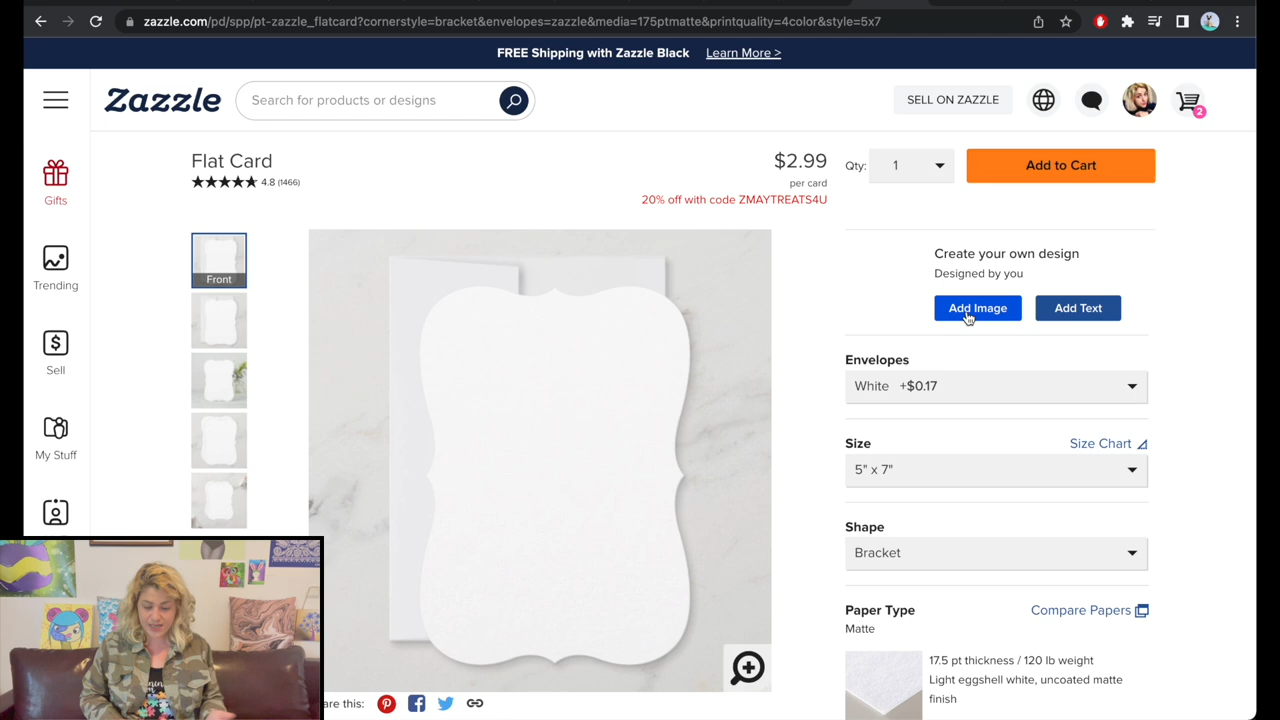 zazzle.com/pd/spp/pt-zazzle_flatcard?cornerstyle=bracket&envelopes=zazzle&media=175ptmatte&printquality=4color&style=5x7
FREE Shipping with Zazzle Black Learn More >
Zazzle
Search for products or designs
SELL ON ZAZZLE
2
Gifts
Trending
Sell
My Stuff
Flat Card
4.8 (1466)
$2.99
per card
20% off with code ZMAYTREATS4U
Qty: 1
Add to Cart
Front
Create your own design
Designed by you
Add Image Add Text
Envelopes
White +$0.17
Size Size Chart
5" x 7"
Shape
Bracket
Paper Type Compare Papers
Matte
17.5 pt thickness / 120 lb weight
Light eggshell white, uncoated matte
finish
are this: